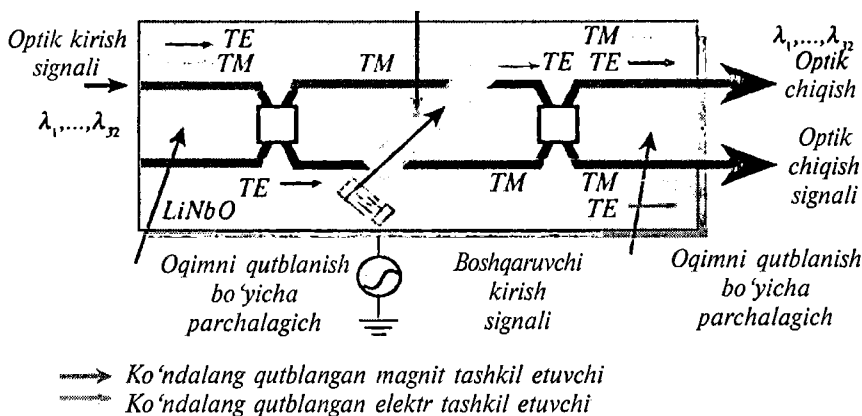 Optik kirish
signali
λ₁,...,λ₃₂
TE
TM
TM
TE
TM
TE
λ₁,...,λ₃₂
Optik
chiqish
Optik
chiqish
signali
TE
LiNbO
TM
TM
TE
Oqimni qutblanish
bo‘yicha
parchalagich
Boshqaruvchi
kirish
signali
Oqimni qutblanish
bo‘yicha
parchalagich
Ko‘ndalang qutblangan magnit tashkil etuvchi
Ko‘ndalang qutblangan elektr tashkil etuvchi